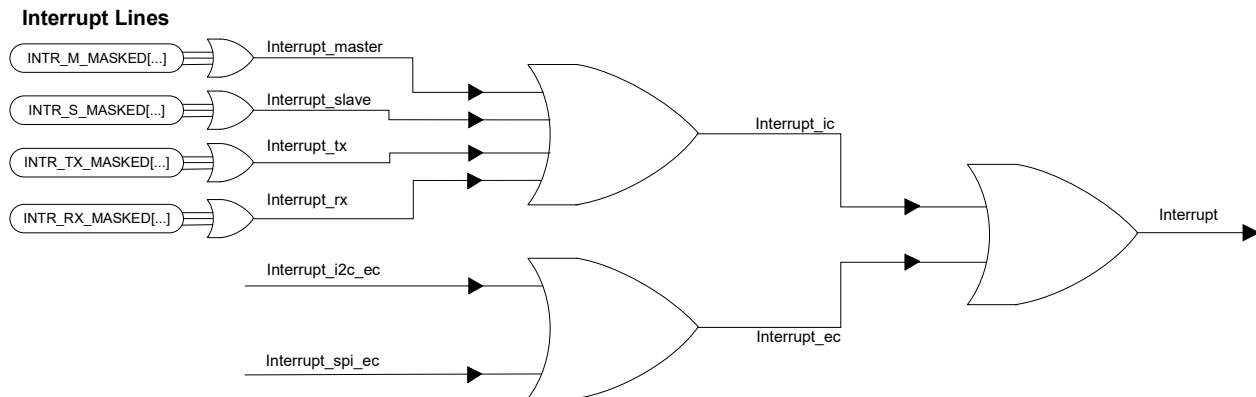 Interrupt Lines
INTR_M_MASKED[...]
Interrupt_master
INTR_S_MASKED[...]
Interrupt_slave
INTR_TX_MASKED[...]
Interrupt_tx
INTR_RX_MASKED[...]
Interrupt_rx
Interrupt_ic
Interrupt
Interrupt_i2c_ec
Interrupt_ec
Interrupt_spi_ec